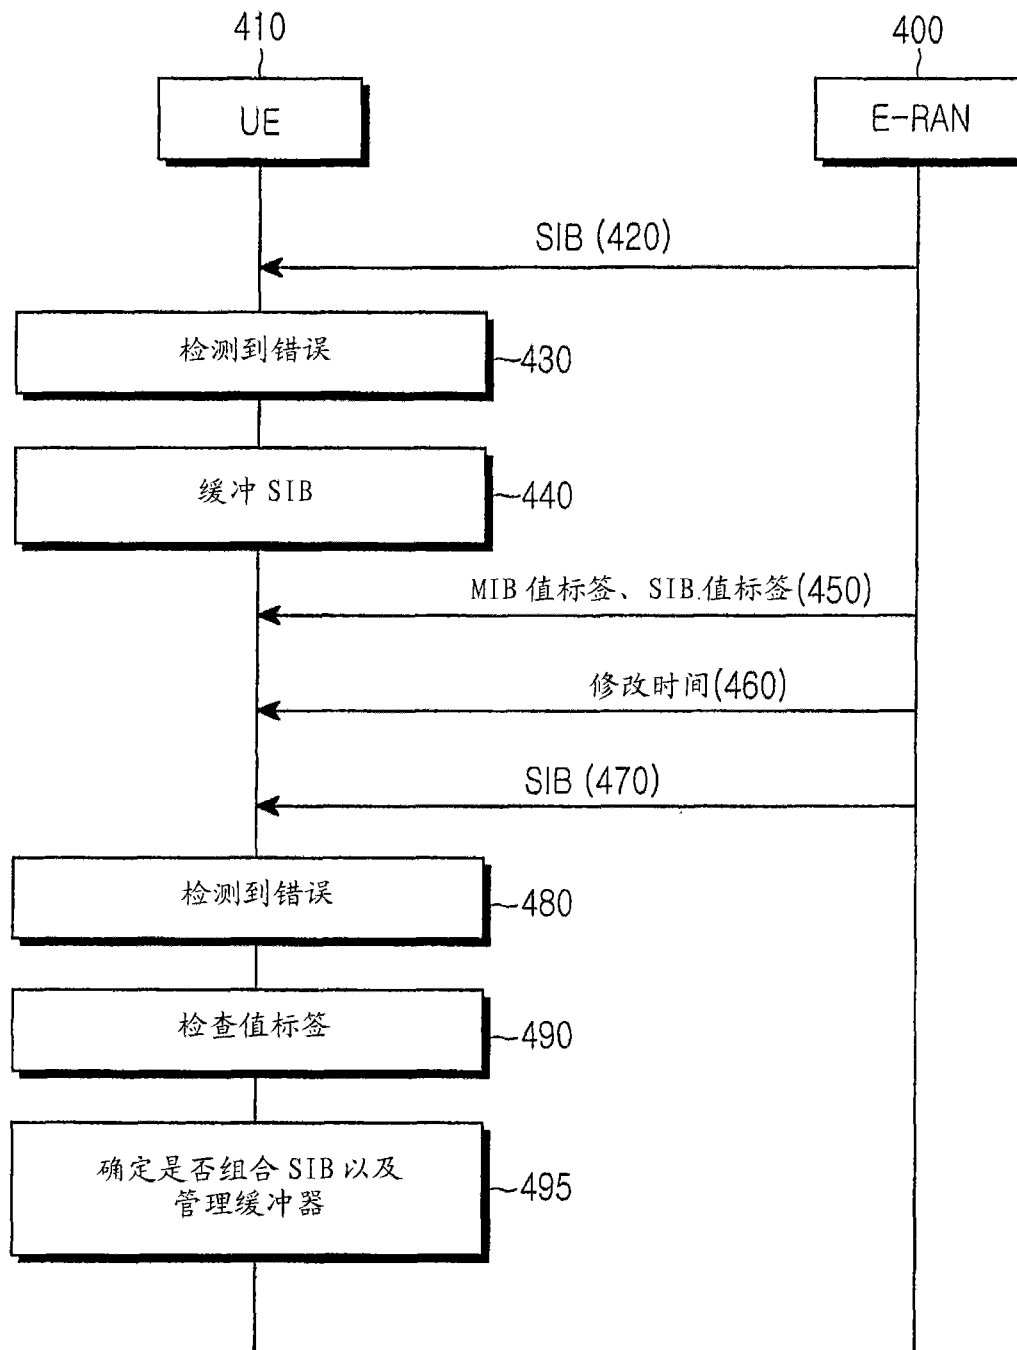 410
400
UE
E-RAN
SIB (420)
检测到错误
430
缓冲 SIB
440
MIB 值标签、SIB 值标签(450)
修改时间(460)
SIB (470)
检测到错误
480
检查值标签
490
确定是否组合 SIB 以及
管理缓冲器
495